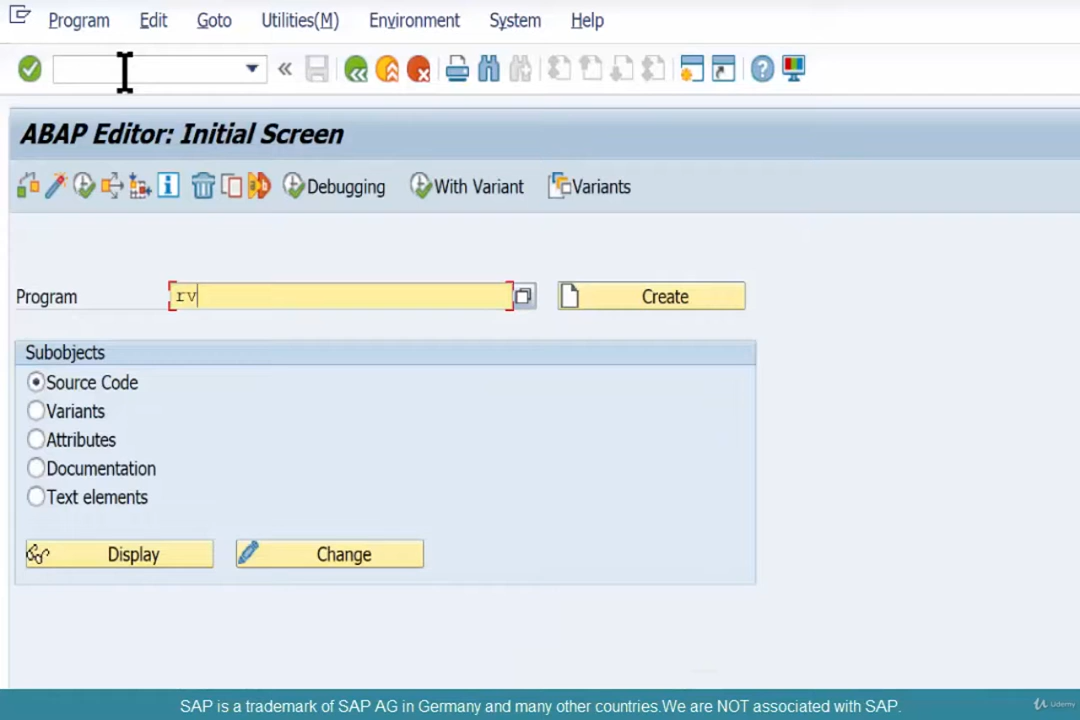 Program Edit Goto Utilities(M) Environment System Help
ABAP Editor: Initial Screen
Debugging With Variant Variants
Program rv Create
Subobjects
Source Code
Variants
Attributes
Documentation
Text elements
Display Change
SAP is a trademark of SAP AG in Germany and many other countries.We are NOT associated with SAP.
Udemy